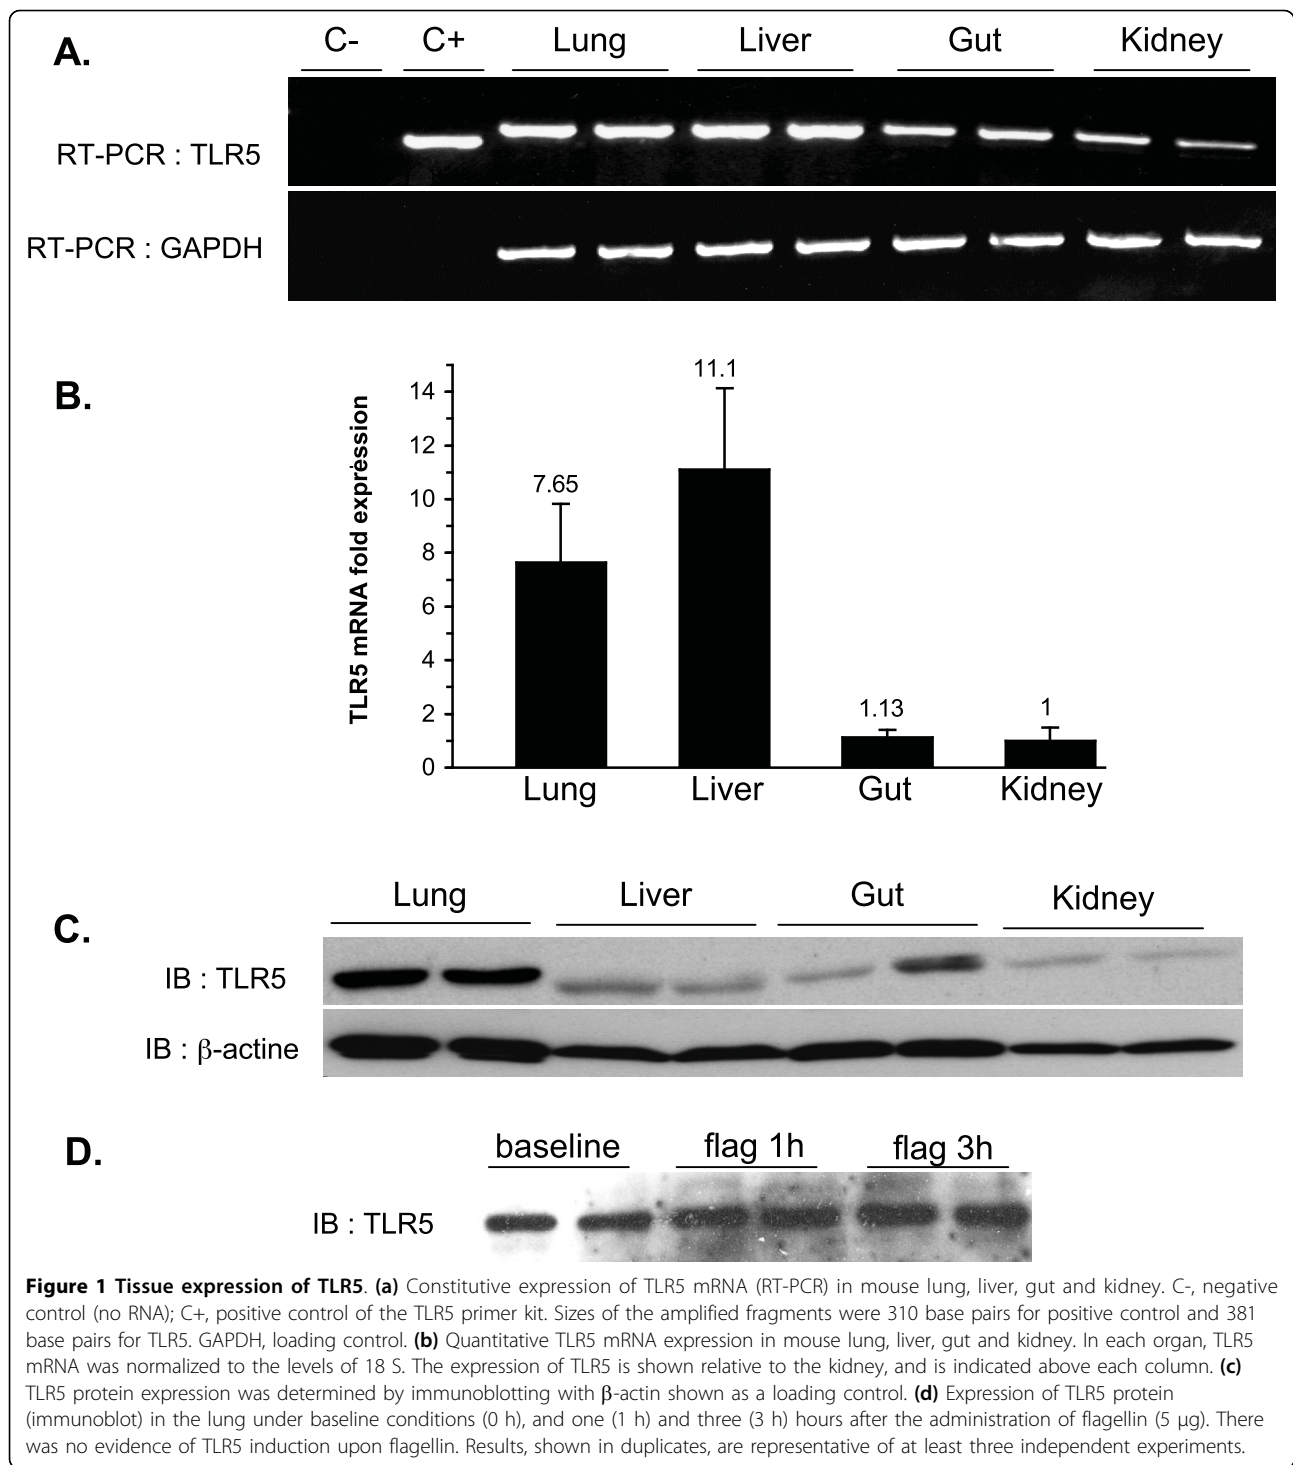 A.
C- C+ Lung Liver Gut Kidney
RT-PCR : TLR5
RT-PCR : GAPDH
B.
TLR5 mRNA fold expression
14
12
10
8
6
4
2
0
7.65
11.1
1.13
1
Lung Liver Gut Kidney
C.
Lung Liver Gut Kidney
IB : TLR5
IB : β-actine
D.
baseline flag 1h flag 3h
IB : TLR5
Figure 1 Tissue expression of TLR5. (a) Constitutive expression of TLR5 mRNA (RT-PCR) in mouse lung, liver, gut and kidney. C-, negative
control (no RNA); C+, positive control of the TLR5 primer kit. Sizes of the amplified fragments were 310 base pairs for positive control and 381
base pairs for TLR5. GAPDH, loading control. (b) Quantitative TLR5 mRNA expression in mouse lung, liver, gut and kidney. In each organ, TLR5
mRNA was normalized to the levels of 18 S. The expression of TLR5 is shown relative to the kidney, and is indicated above each column. (c)
TLR5 protein expression was determined by immunoblotting with β-actin shown as a loading control. (d) Expression of TLR5 protein
(immunoblot) in the lung under baseline conditions (0 h), and one (1 h) and three (3 h) hours after the administration of flagellin (5 μg). There
was no evidence of TLR5 induction upon flagellin. Results, shown in duplicates, are representative of at least three independent experiments.